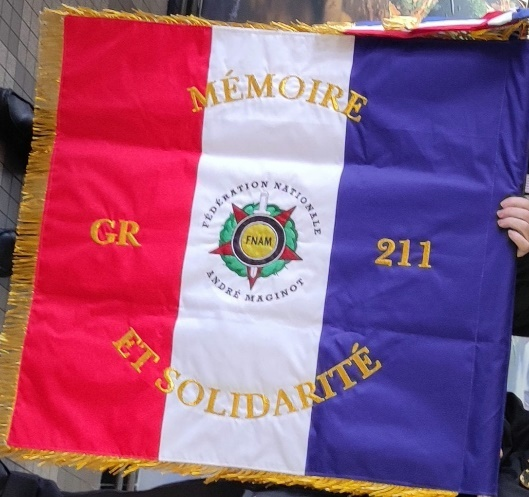 MÉMOIRE
FÉDÉRATION NATIONALE
FNAM
ANDRÉ MAGINOT
GR 211
ET SOLIDARITÉ